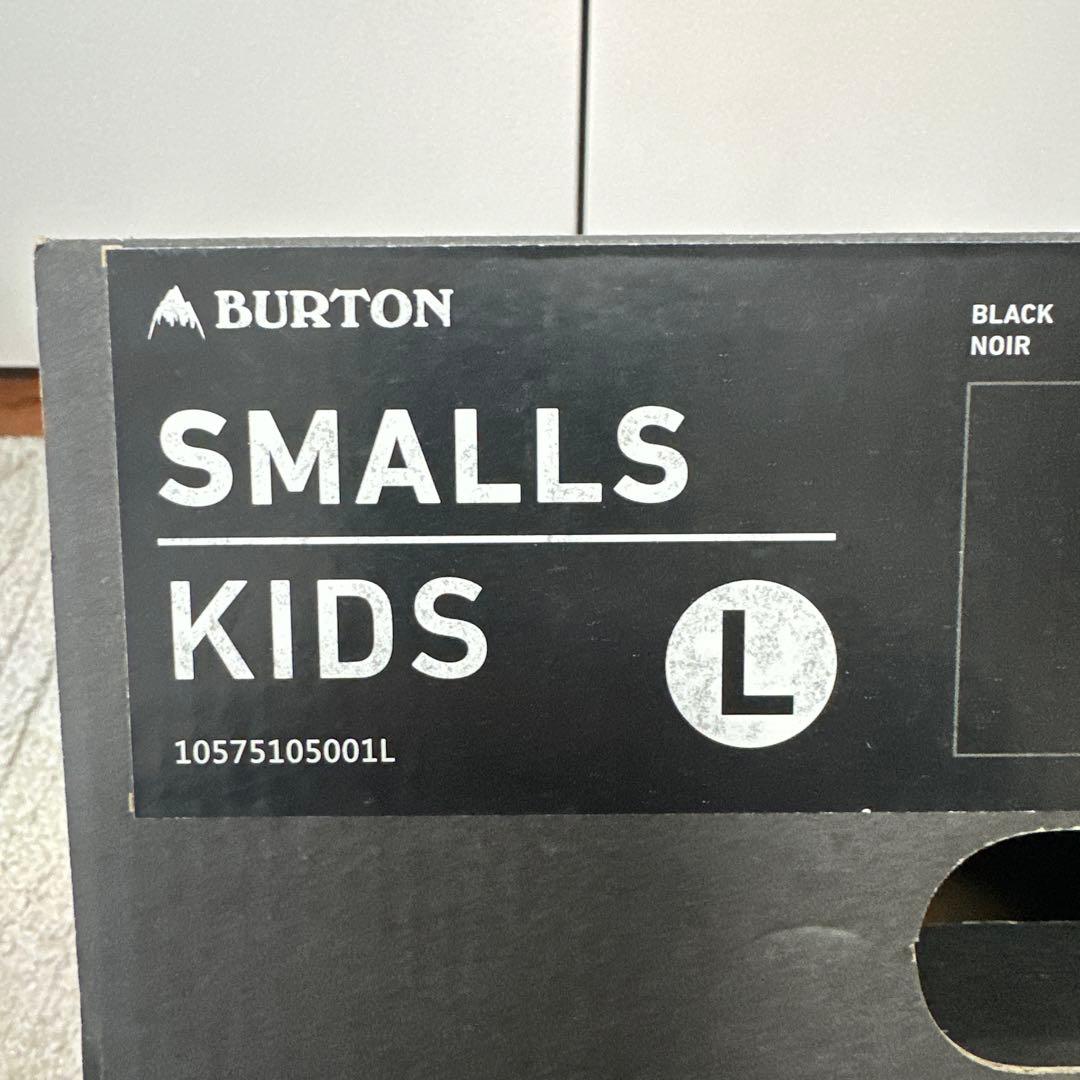 BURTON
SMALLS
KIDS
L
10575105001L
BLACK
NOIR